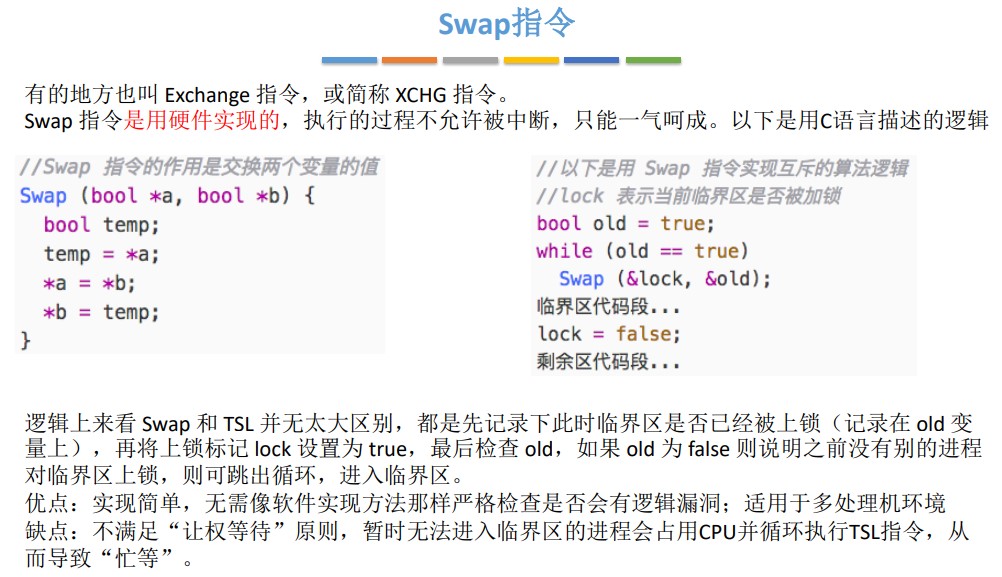 Swap指令
有的地方也叫 Exchange 指令，或简称 XCHG 指令。
Swap 指令是用硬件实现的，执行的过程不允许被中断，只能一气呵成。以下是用C语言描述的逻辑
//Swap 指令的作用是交换两个变量的值
Swap (bool *a, bool *b) {
  bool temp;
  temp = *a;
  *a = *b;
  *b = temp;
}
//以下是用 Swap 指令实现互斥的算法逻辑
//lock 表示当前临界区是否被加锁
bool old = true;
while (old == true)
  Swap (&lock, &old);
临界区代码段...
lock = false;
剩余区代码段...
逻辑上来看 Swap 和 TSL 并无太大区别，都是先记录下此时临界区是否已经被上锁（记录在 old 变
量上），再将上锁标记 lock 设置为 true，最后检查 old，如果 old 为 false 则说明之前没有别的进程
对临界区上锁，则可跳出循环，进入临界区。
优点：实现简单，无需像软件实现方法那样严格检查是否会有逻辑漏洞；适用于多处理机环境
缺点：不满足“让权等待”原则，暂时无法进入临界区的进程会占用CPU并循环执行TSL指令，从
而导致“忙等”。